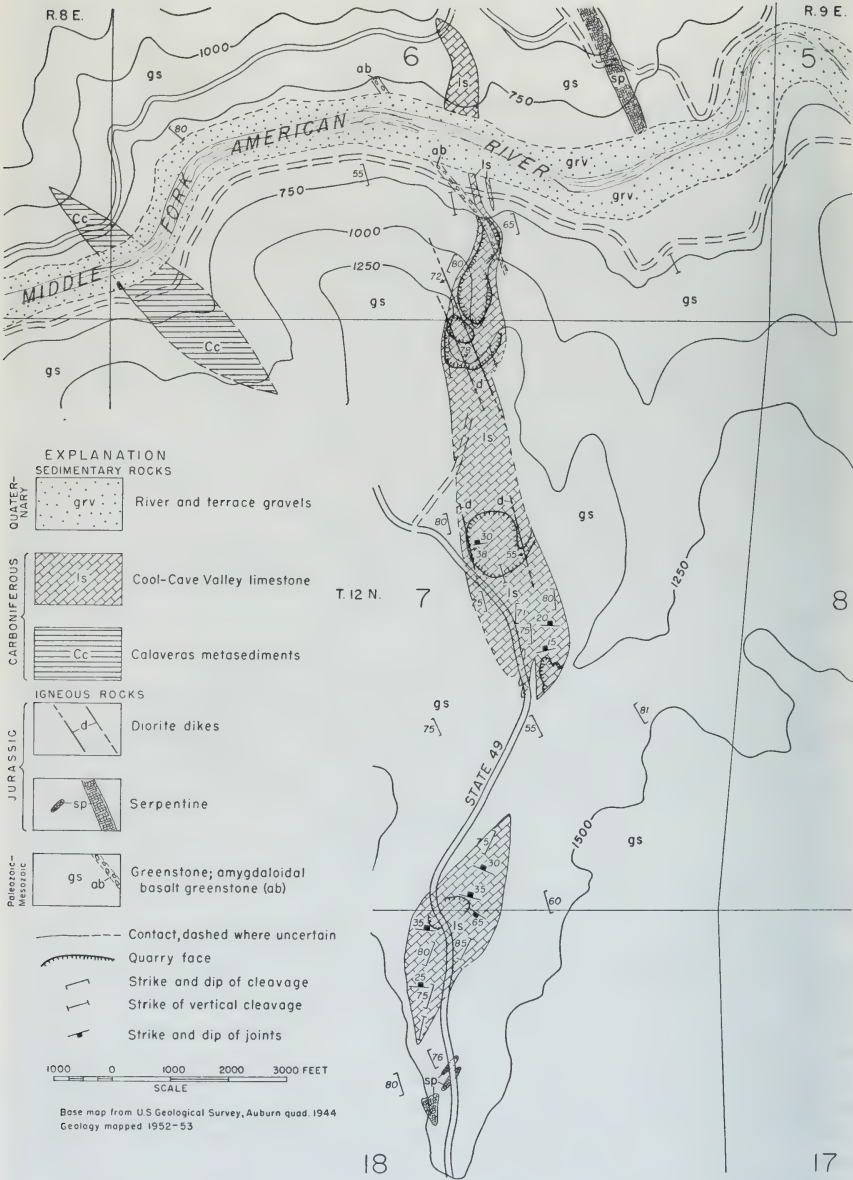 R.8 E.
R.9 E.
6
5
1000
gs
ab
ls
gs
sp
750
80
MIDDLE FORK AMERICAN RIVER
grv
grv
ab
ls
55
750
65
Cc
1000
80
72
1250
gs
gs
Cc
78
gs
d
ls
EXPLANATION
SEDIMENTARY ROCKS
QUATER-
NARY
grv
River and terrace gravels
CARBONIFEROUS
ls
Cool-Cave Valley limestone
Cc
Calaveras metasediments
IGNEOUS ROCKS
JURASSIC
d
Diorite dikes
sp
Serpentine
Paleozoic-
Mesozoic
gs
ab
Greenstone; amygdaloidal
basalt greenstone (ab)
Contact, dashed where uncertain
Quarry face
Strike and dip of cleavage
Strike of vertical cleavage
Strike and dip of joints
1000 0 1000 2000 3000 FEET
SCALE
Base map from U.S Geological Survey, Auburn quad. 1944
Geology mapped 1952-53
d
d
80
30
38
55
gs
1250
T. 12 N.
7
8
75
ls
71
75
80
20
15
gs
75
55
81
STATE 49
1500
gs
75
30
35
60
35
65
ls
80
85
25
75
76
80
sp
18
17